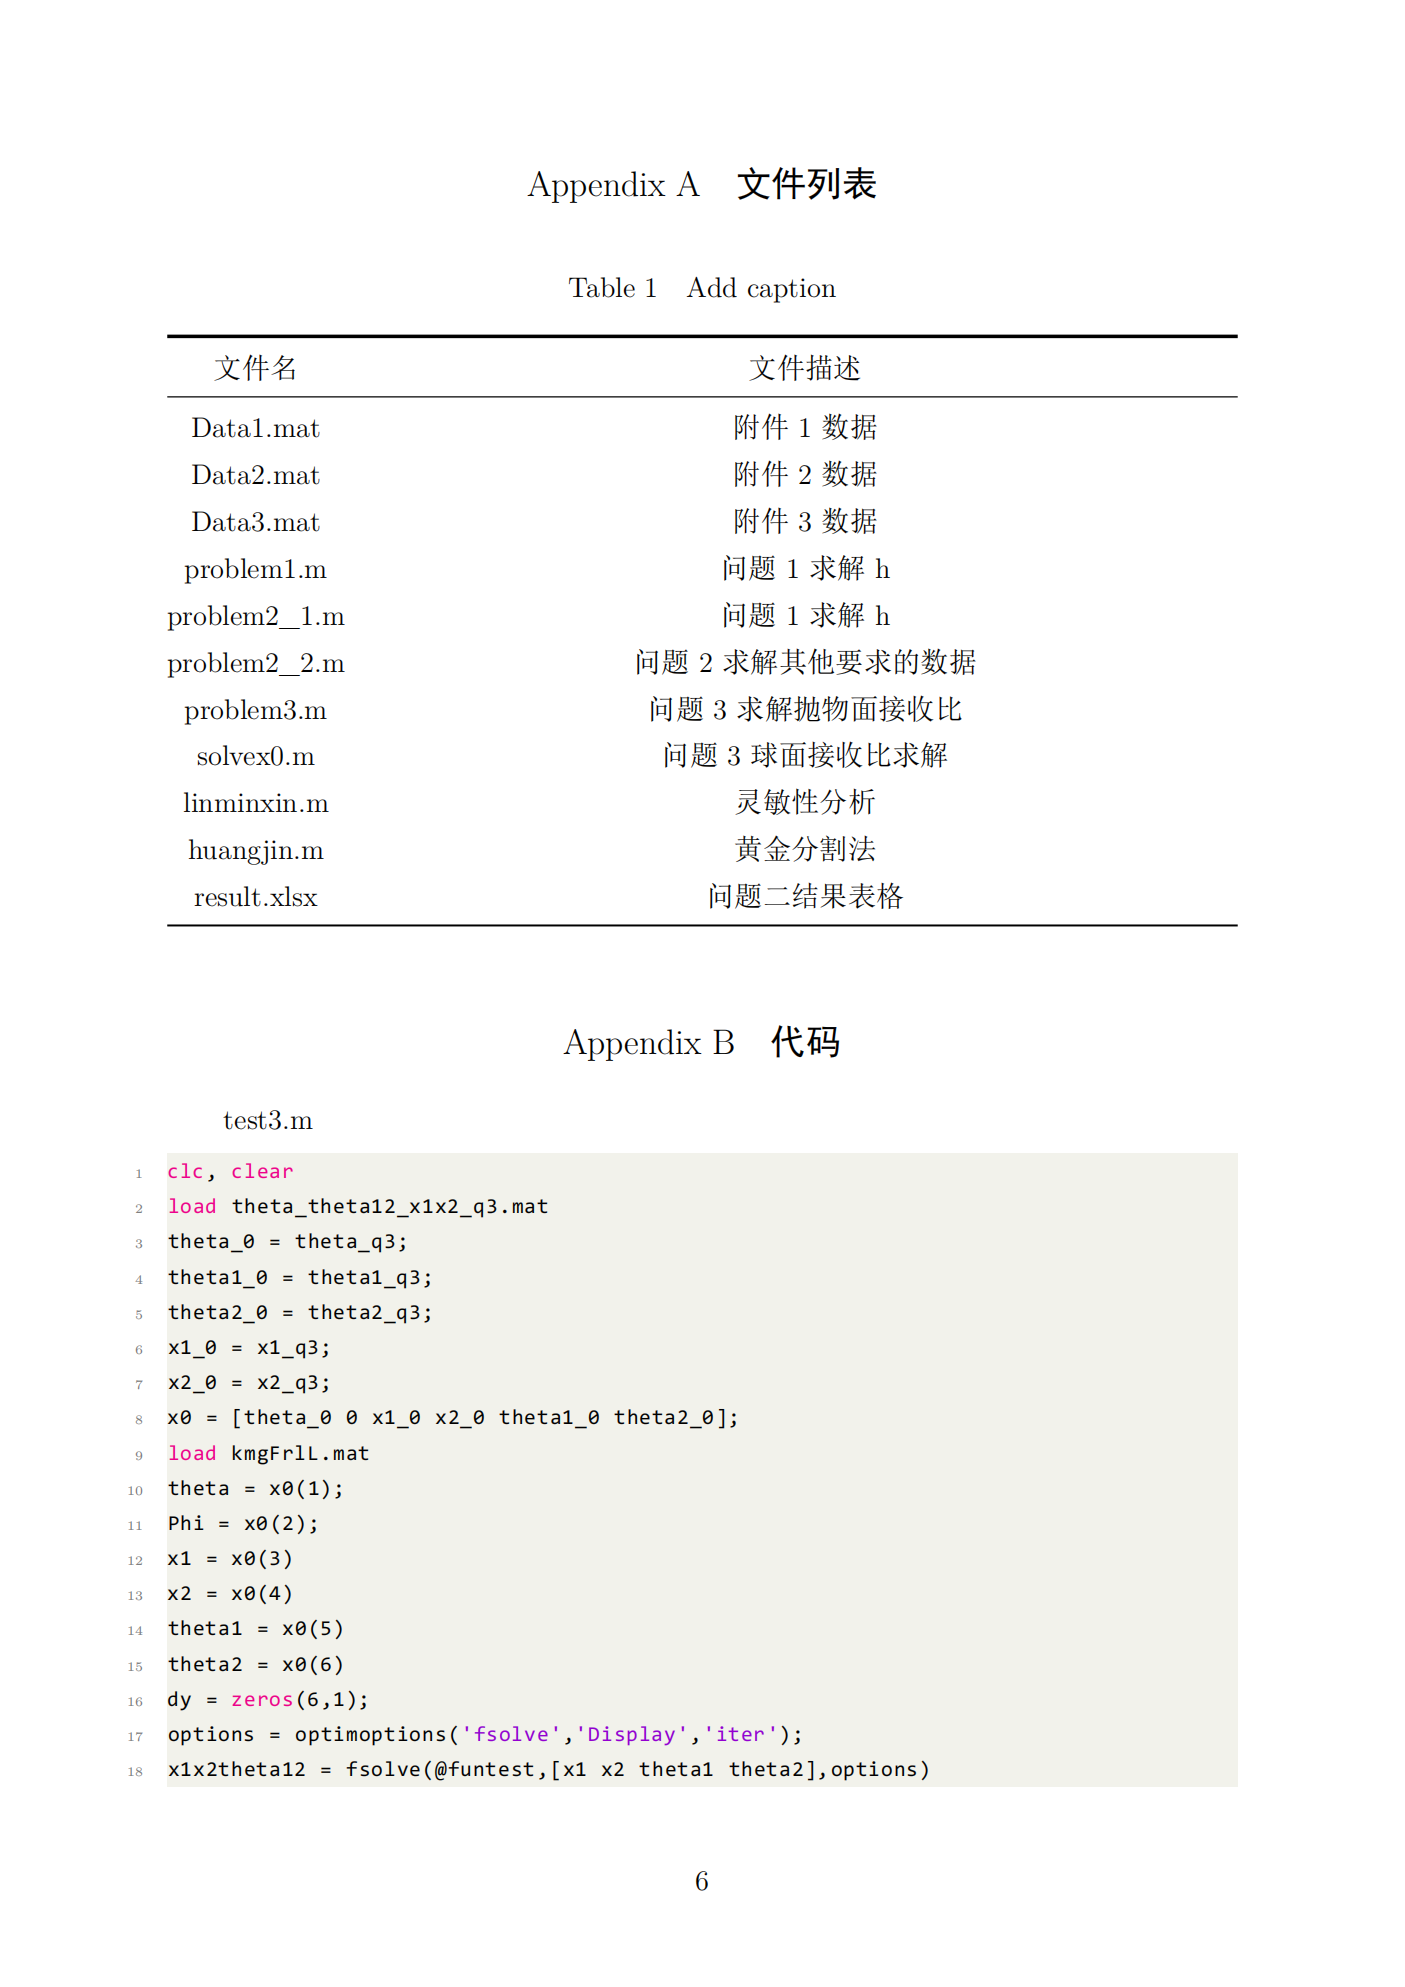 Appendix A 文件列表
Table 1 Add caption
文件名 文件描述
Data1.mat 附件 1 数据
Data2.mat 附件 2 数据
Data3.mat 附件 3 数据
problem1.m 问题 1 求解 h
problem2_1.m 问题 1 求解 h
problem2_2.m 问题 2 求解其他要求的数据
problem3.m 问题 3 求解抛物面接收比
solvex0.m 问题 3 球面接收比求解
linminxin.m 灵敏性分析
huangjin.m 黄金分割法
result.xlsx 问题二结果表格
Appendix B 代码
test3.m
1 clc, clear
2 load theta_theta12_x1x2_q3.mat
3 theta_0 = theta_q3;
4 theta1_0 = theta1_q3;
5 theta2_0 = theta2_q3;
6 x1_0 = x1_q3;
7 x2_0 = x2_q3;
8 x0 = [theta_0 0 x1_0 x2_0 theta1_0 theta2_0];
9 load kmgFrlL.mat
10 theta = x0(1);
11 Phi = x0(2);
12 x1 = x0(3)
13 x2 = x0(4)
14 theta1 = x0(5)
15 theta2 = x0(6)
16 dy = zeros(6,1);
17 options = optimoptions('fsolve','Display','iter');
18 x1x2theta12 = fsolve(@funtest,[x1 x2 theta1 theta2],options)
6